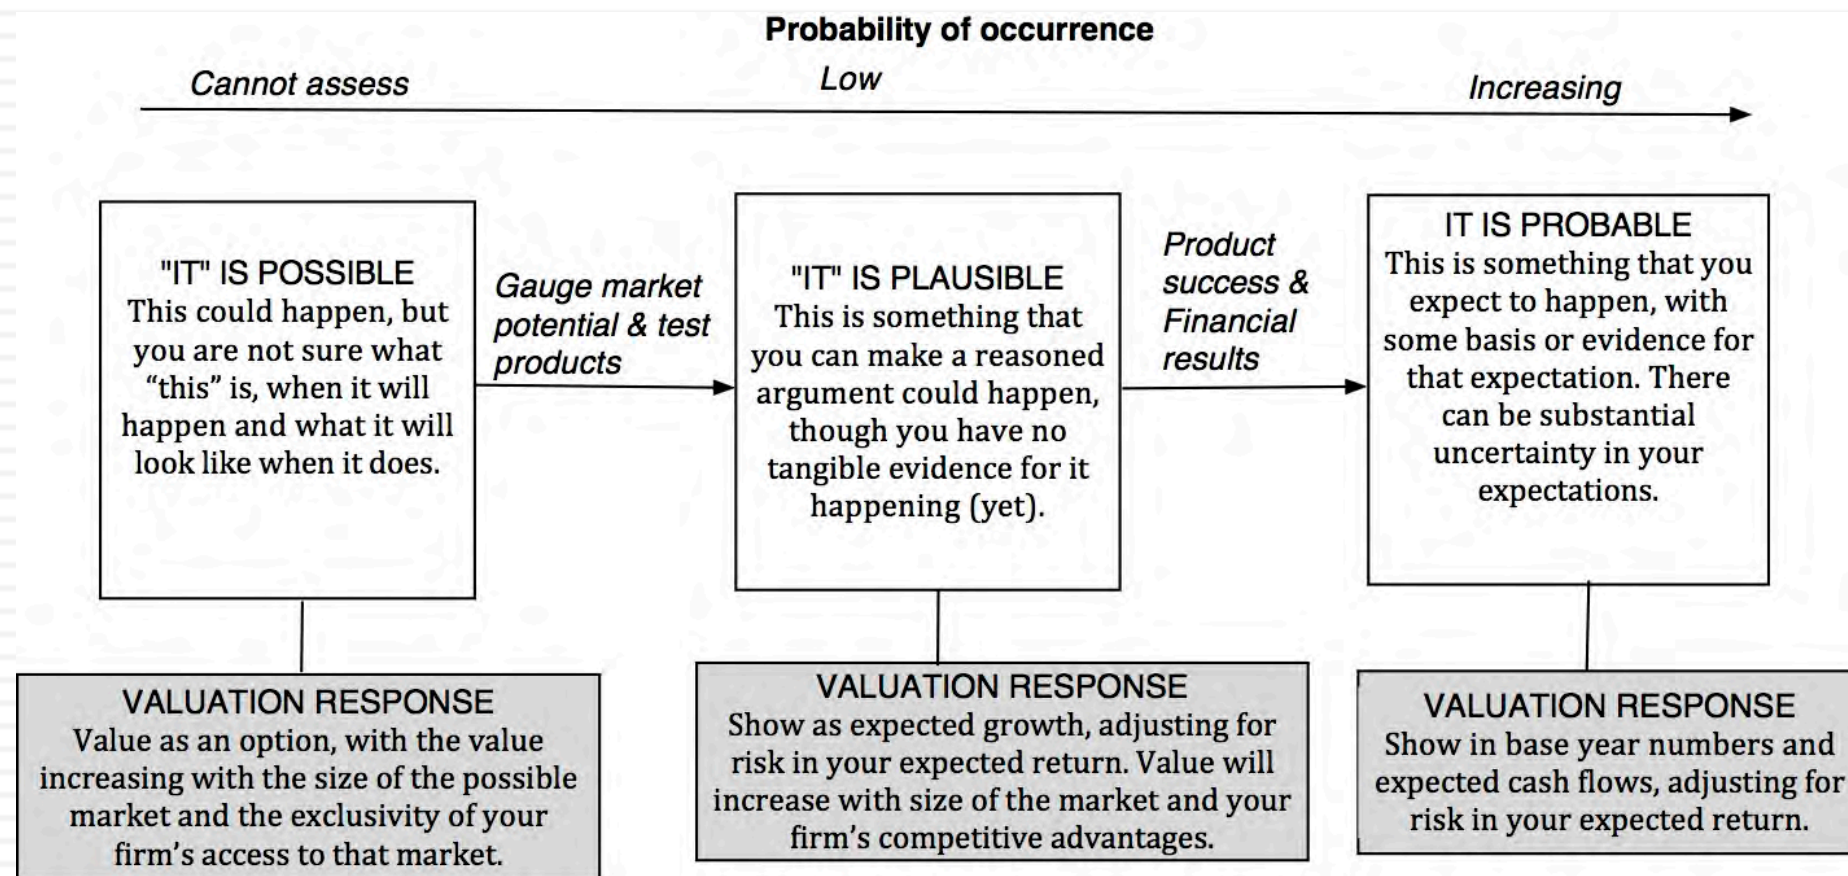 Probability of occurrence
Cannot assess
Low
Increasing
"IT" IS POSSIBLE
This could happen, but
you are not sure what
“this” is, when it will
happen and what it will
look like when it does.
Gauge market
potential & test
products
"IT" IS PLAUSIBLE
This is something that
you can make a reasoned
argument could happen,
though you have no
tangible evidence for it
happening (yet).
Product
success &
Financial
results
IT IS PROBABLE
This is something that you
expect to happen, with
some basis or evidence for
that expectation. There
can be substantial
uncertainty in your
expectations.
VALUATION RESPONSE
Value as an option, with the value
increasing with the size of the possible
market and the exclusivity of your
firm’s access to that market.
VALUATION RESPONSE
Show as expected growth, adjusting for
risk in your expected return. Value will
increase with size of the market and your
firm’s competitive advantages.
VALUATION RESPONSE
Show in base year numbers and
expected cash flows, adjusting for
risk in your expected return.